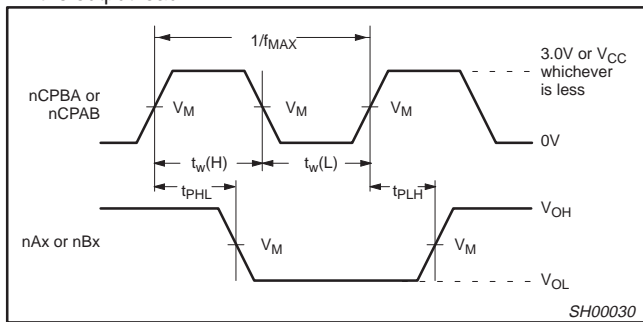 1/fMAX
3.0V or VCC
whichever
is less
nCPBA or
nCPAB
VM
VM
VM
0V
tw(H)
tw(L)
tPHL
tPLH
VOH
nAx or nBx
VM
VM
VOL
SH00030